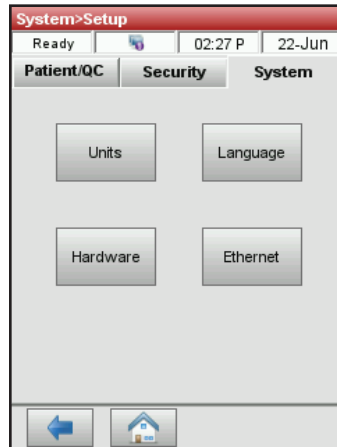 System>Setup
Ready 02:27 P 22-Jun
Patient/QC Security System
Units Language
Hardware Ethernet